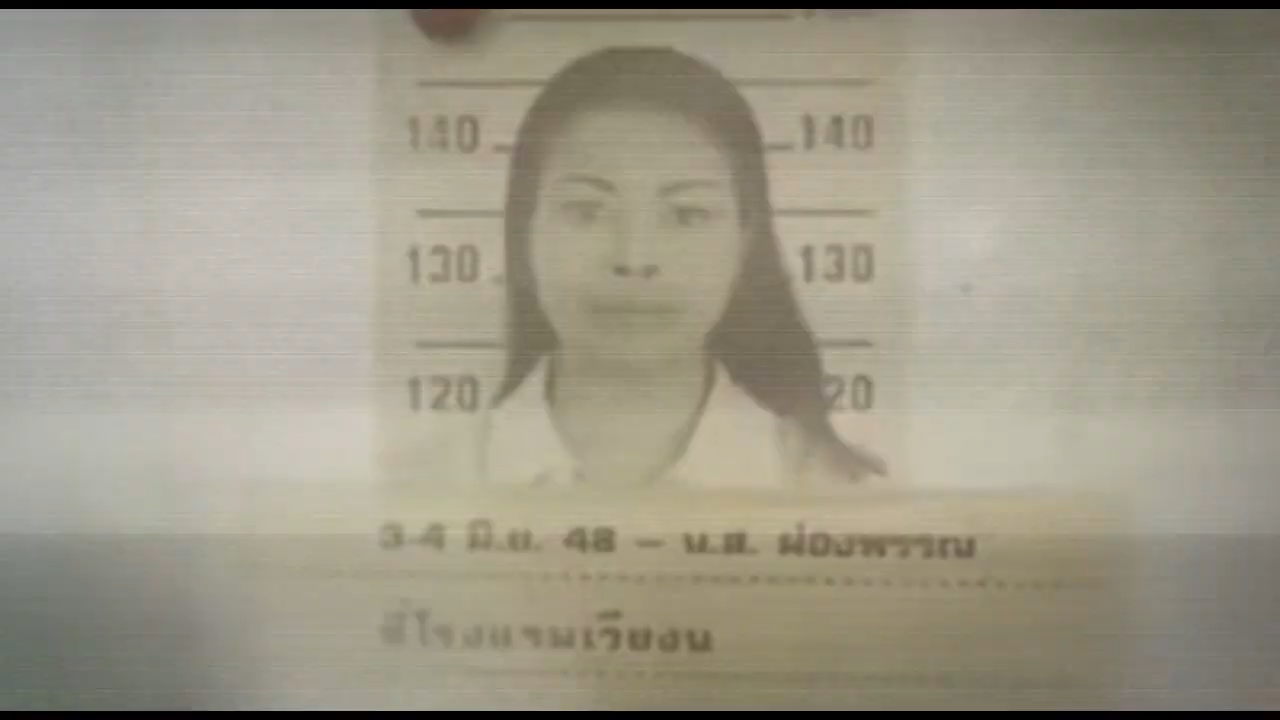 140 140
130 130
120 20
3-4 มิ.ย. 48 – น.ส. ผ่องพรรณ
ที่โรงแรมเวียงน